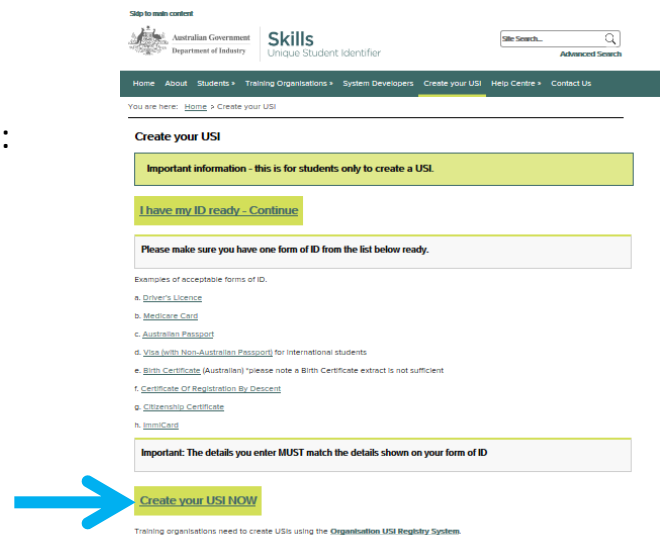 Skip to main content
Australian Government
Department of Industry
Skills
Unique Student Identifier
Site Search...
Advanced Search
Home About Students » Training Organisations » System Developers Create your USI Help Centre » Contact Us
You are here: Home > Create your USI
:
Create your USI
Important information - this is for students only to create a USI.
I have my ID ready - Continue
Please make sure you have one form of ID from the list below ready.
Examples of acceptable forms of ID.
a. Driver's Licence
b. Medicare Card
c. Australian Passport
d. Visa (with Non-Australian Passport) for international students
e. Birth Certificate (Australian) *please note a Birth Certificate extract is not sufficient
f. Certificate Of Registration By Descent
g. Citizenship Certificate
h. ImmiCard
Important: The details you enter MUST match the details shown on your form of ID
Create your USI NOW
Training organisations need to create USIs using the Organisation USI Registry System.